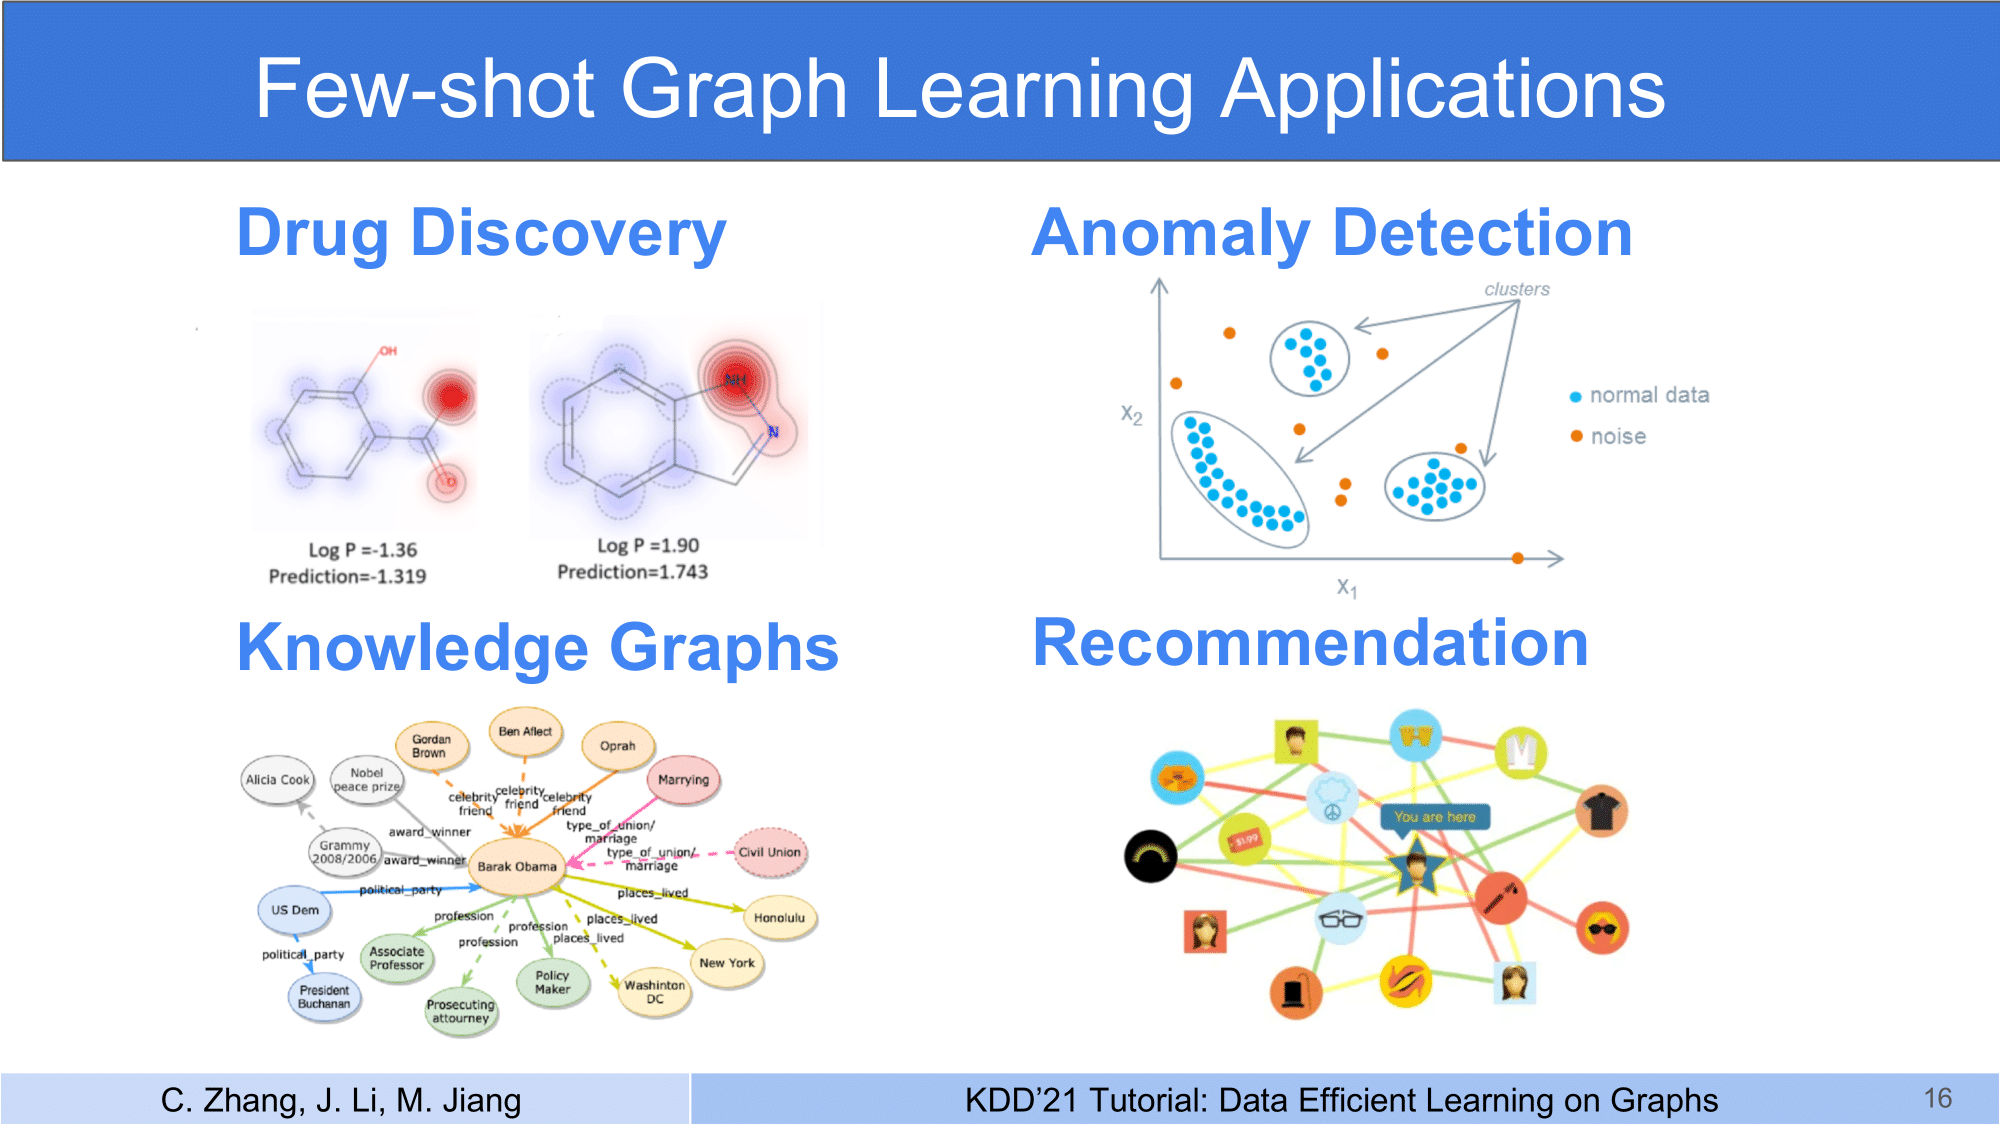 Few-shot Graph Learning Applications
Drug Discovery
OH
O
Log P =-1.36
Prediction=-1.319
NH
N
Log P =1.90
Prediction=1.743
Anomaly Detection
clusters
normal data
noise
X2
X1
Knowledge Graphs
Gordan
Brown
Ben Aflect
Oprah
Alicia Cook
Nobel
peace prize
Marrying
celebrity
friend
celebrity
friend
celebrity
friend
award_winner
type_of_union/
marriage
Grammy
2008/2006
award_winner
Barak Obama
type_of_union/
marriage
Civil Union
US Dem
political_party
places_lived
Honolulu
profession
profession
profession
places_lived
places_lived
political_party
Associate
Professor
New York
President
Buchanan
Prosecuting
attourney
Policy
Maker
Washinton
DC
Recommendation
You are here
$1.99
C. Zhang, J. Li, M. Jiang
KDD’21 Tutorial: Data Efficient Learning on Graphs
16